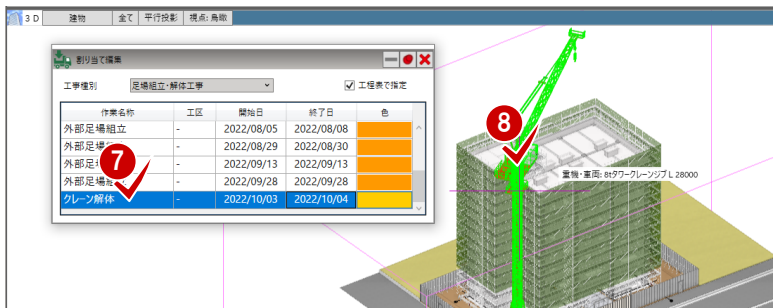 3 D 建物 全て 平行投影 視点: 鳥瞰
割り当て編集
工事種別 足場組立・解体工事 工程表で指定
作業名称 工区 開始日 終了日 色
外部足場組立 - 2022/08/05 2022/08/08
外部足場 - 2022/08/29 2022/08/30
外部足場 - 2022/09/13 2022/09/13
外部足場 - 2022/09/28 2022/09/28
クレーン解体 - 2022/10/03 2022/10/04
7
8
重機・車両: 8tタワークレーンジブ L 28000